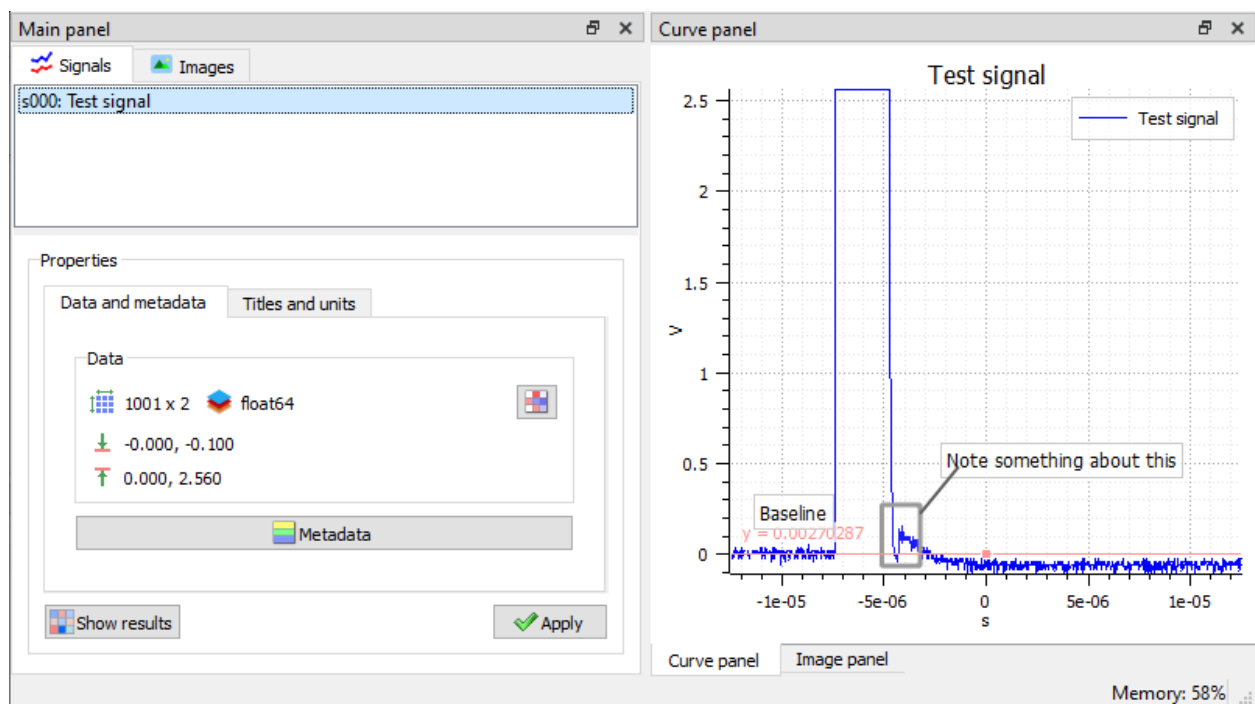 Main panel
Signals
Images
s000: Test signal
Properties
Data and metadata
Titles and units
Data
1001 x 2
float64
-0.000, -0.100
0.000, 2.560
Metadata
Show results
Apply
Curve panel
Test signal
Test signal
2.5
2
1.5
1
0.5
0
V
Note something about this
Baseline
y = 0.00270287
-1e-05
-5e-06
0
5e-06
1e-05
s
Curve panel
Image panel
Memory: 58%